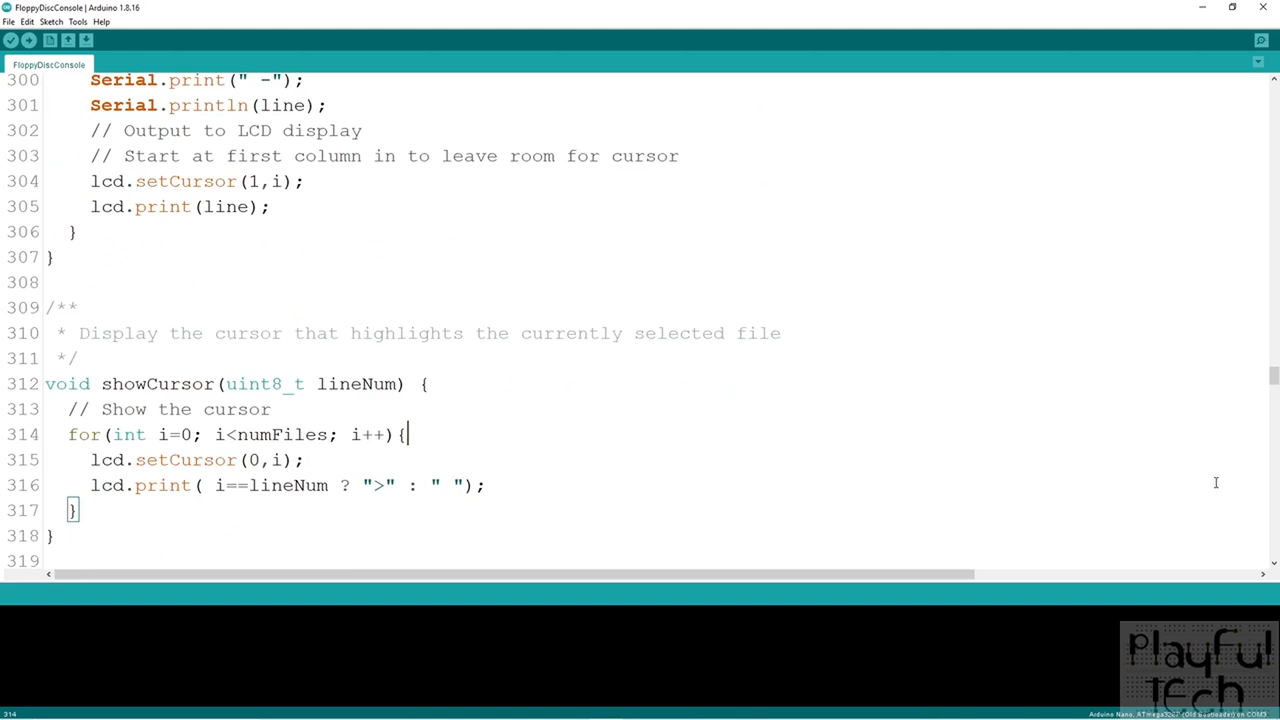 FloppyDiscConsole | Arduino 1.8.16
File Edit Sketch Tools Help
FloppyDiscConsole
300 Serial.print(" -");
301 Serial.println(line);
302 // Output to LCD display
303 // Start at first column in to leave room for cursor
304 lcd.setCursor(1,i);
305 lcd.print(line);
306 }
307 }
308
309 /**
310 * Display the cursor that highlights the currently selected file
311 */
312 void showCursor(uint8_t lineNum) {
313 // Show the cursor
314 for(int i=0; i<numFiles; i++){
315 lcd.setCursor(0,i);
316 lcd.print( i==lineNum ? ">" : " ");
317 }
318 }
319
PlayFul
tEch
314
Arduino Nano, on COM3